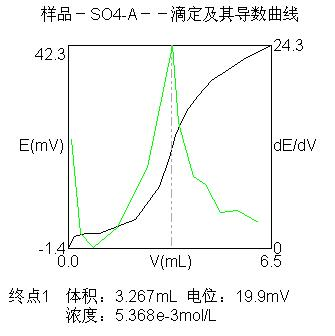 样品－SO4-A－－滴定及其导数曲线
42.3
24.3
E(mV)
dE/dV
-1.4
0
0.0
V(mL)
6.5
终点1 体积：3.267mL 电位：19.9mV
浓度：5.368e-3mol/L